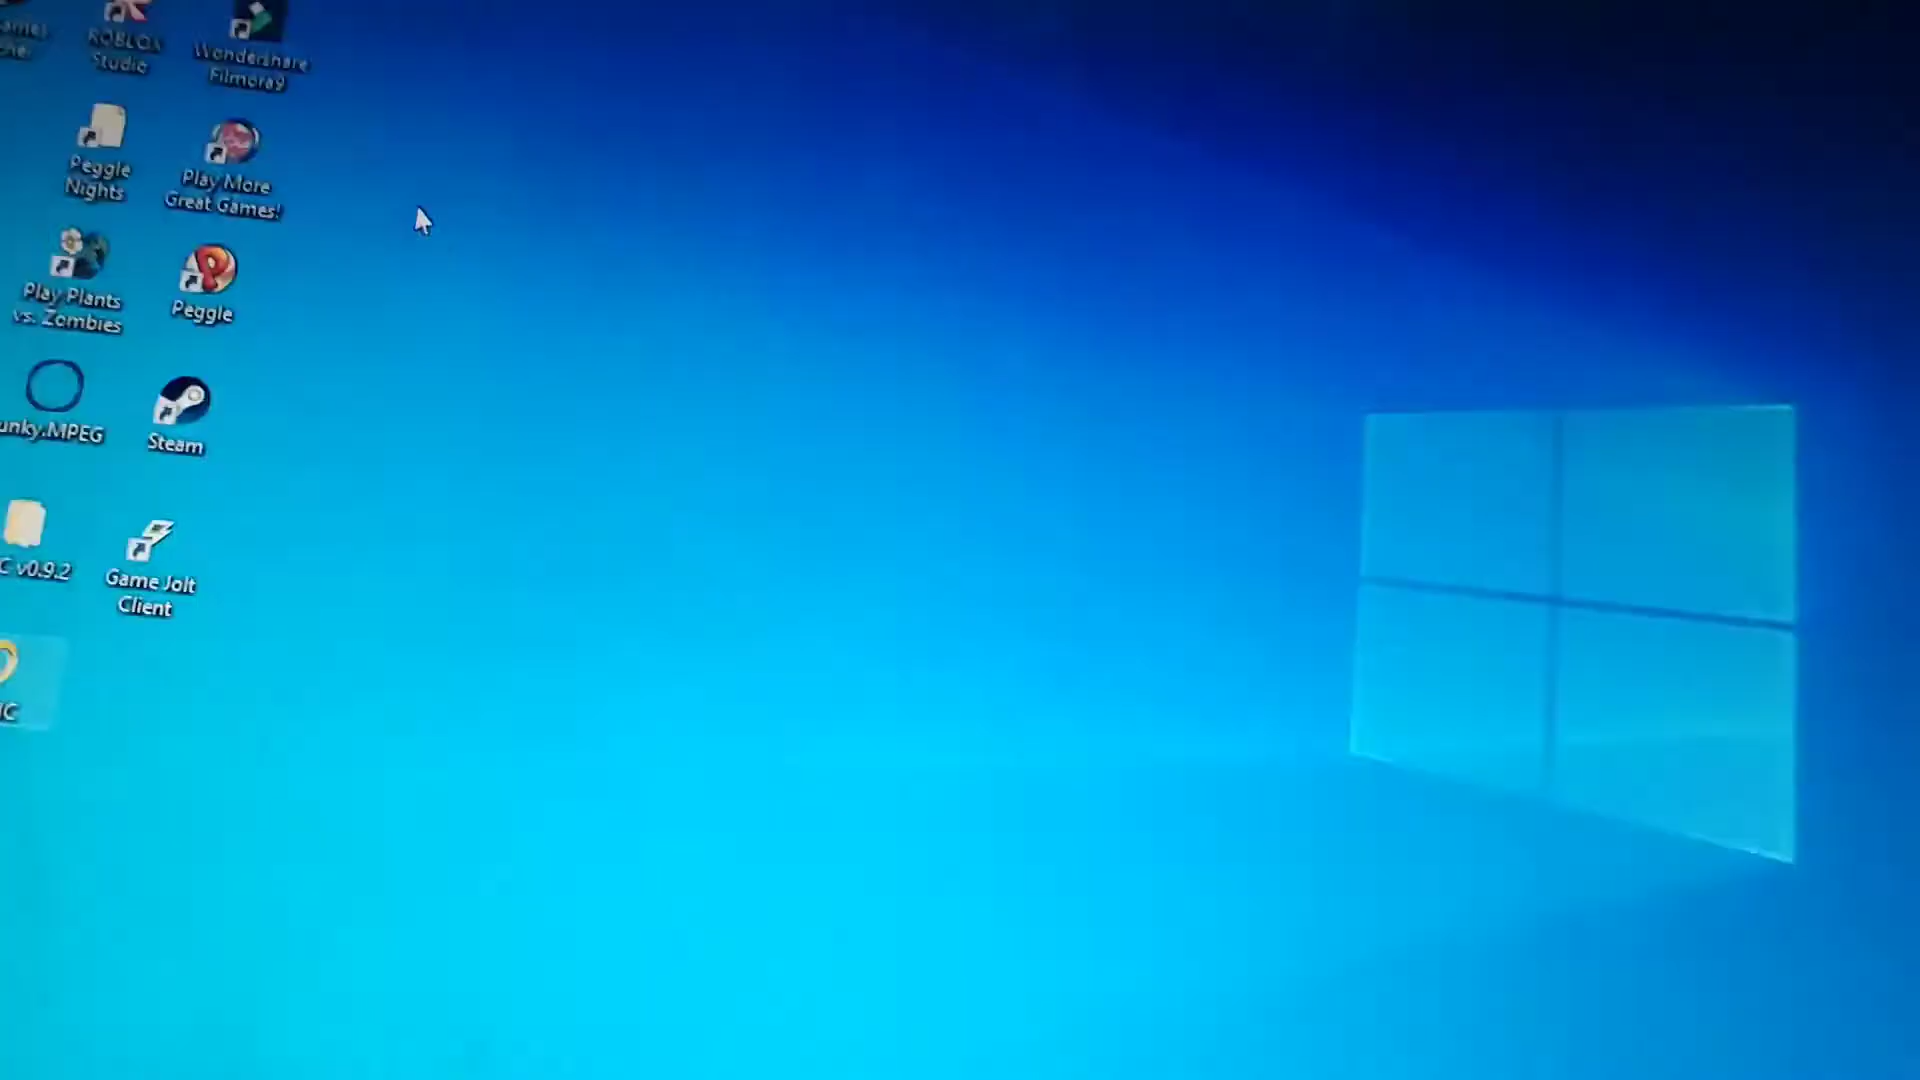 ROBLOX
Studio
Wondershare
Filmora9
Peggle
Nights
Play More
Great Games!
Play Plants
vs. Zombies
Peggle
unky.MPEG
Steam
C v0.9.2
Game Jolt
Client
IC